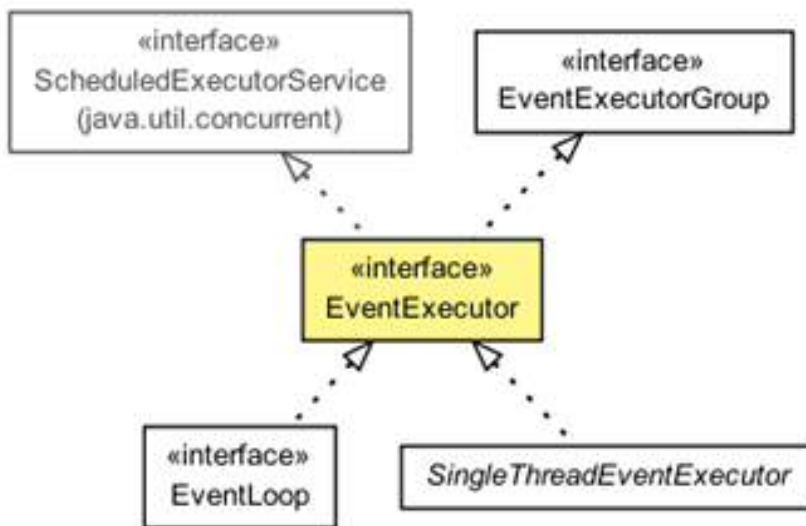 «interface»
ScheduledExecutorService
(java.util.concurrent)
«interface»
EventExecutorGroup
«interface»
EventExecutor
«interface»
EventLoop
SingleThreadEventExecutor